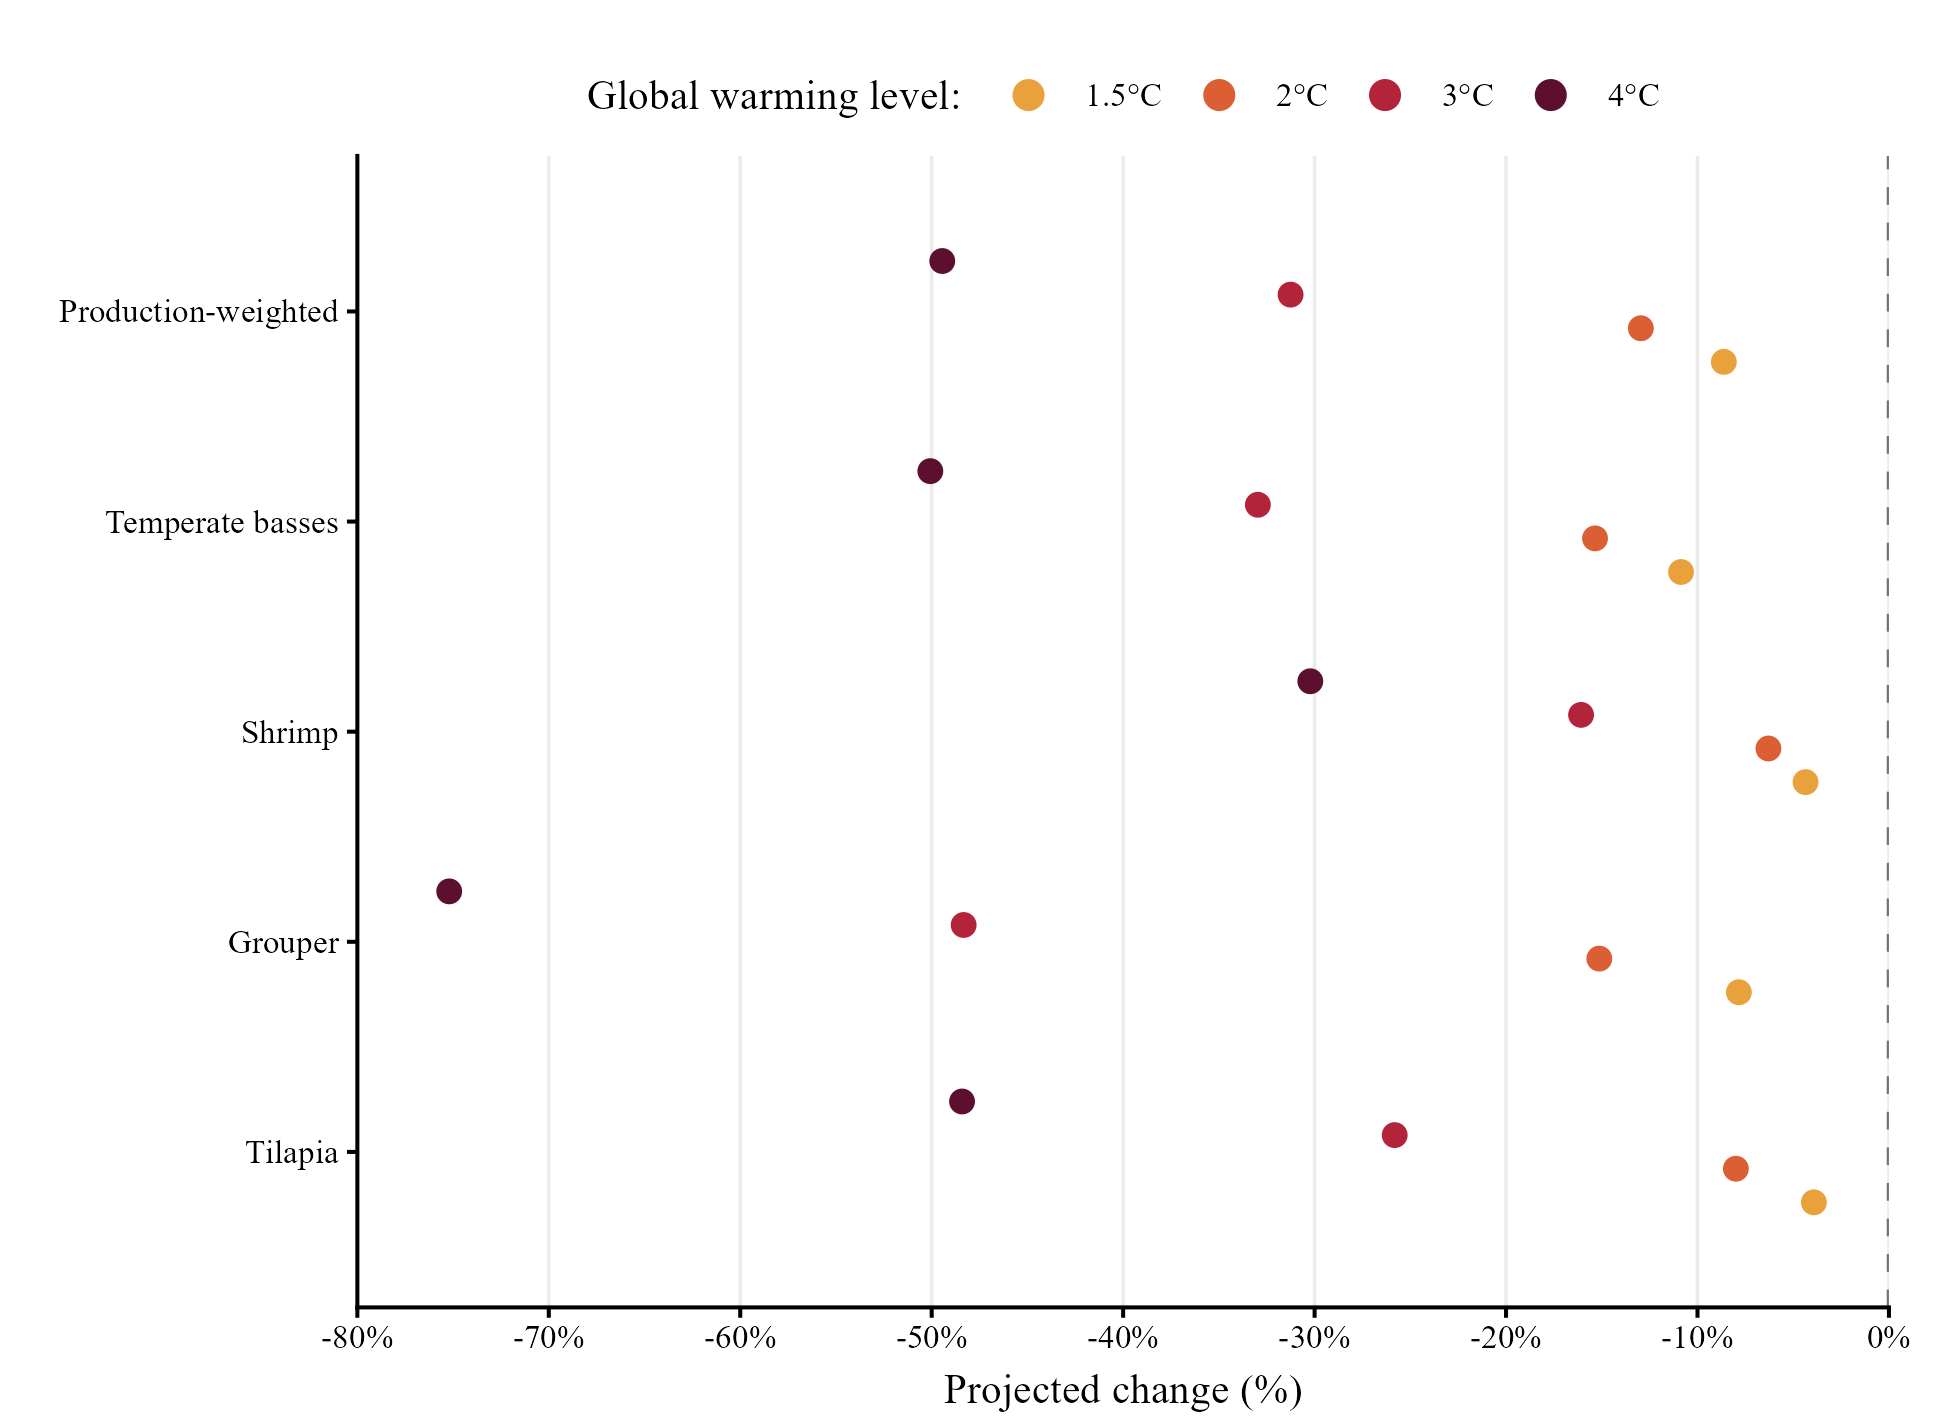 Global warming level: 1.5°C 2°C 3°C 4°C
Production-weighted
Temperate basses
Shrimp
Grouper
Tilapia
-80% -70% -60% -50% -40% -30% -20% -10% 0%
Projected change (%)